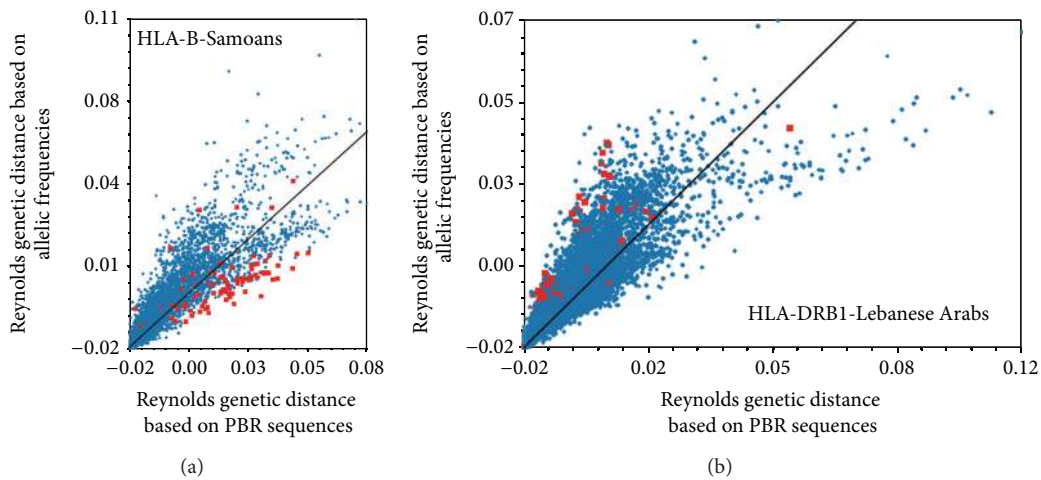 Reynolds genetic distance based on
allelic frequencies
0.11
0.08
0.04
0.01
−0.02
HLA-B-Samoans
−0.02
0.00
0.03
0.05
0.08
Reynolds genetic distance
based on PBR sequences
(a)
Reynolds genetic distance based on
allelic frequencies
0.07
0.05
0.03
0.00
−0.02
HLA-DRB1-Lebanese Arabs
−0.02
0.02
0.05
0.08
0.12
Reynolds genetic distance
based on PBR sequences
(b)